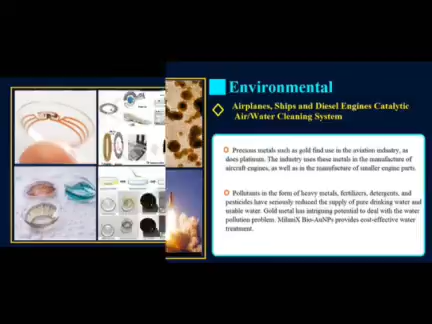 Environmental
Airplanes, Ships and Diesel Engines Catalytic
Air/Water Cleaning System
Precious metals such as gold find use in the aviation industry, as
does platinum. The industry uses these metals in the manufacture of
aircraft engines, as well as in the manufacture of smaller engine parts.
Pollutants in the form of heavy metals, fertilizers, detergents, and
pesticides have seriously reduced the supply of pure drinking water and
usable water. Gold metal has intriguing potential to deal with the water
pollution problem. MilaniX Bio-AuNPs provides cost-effective water
treatment.